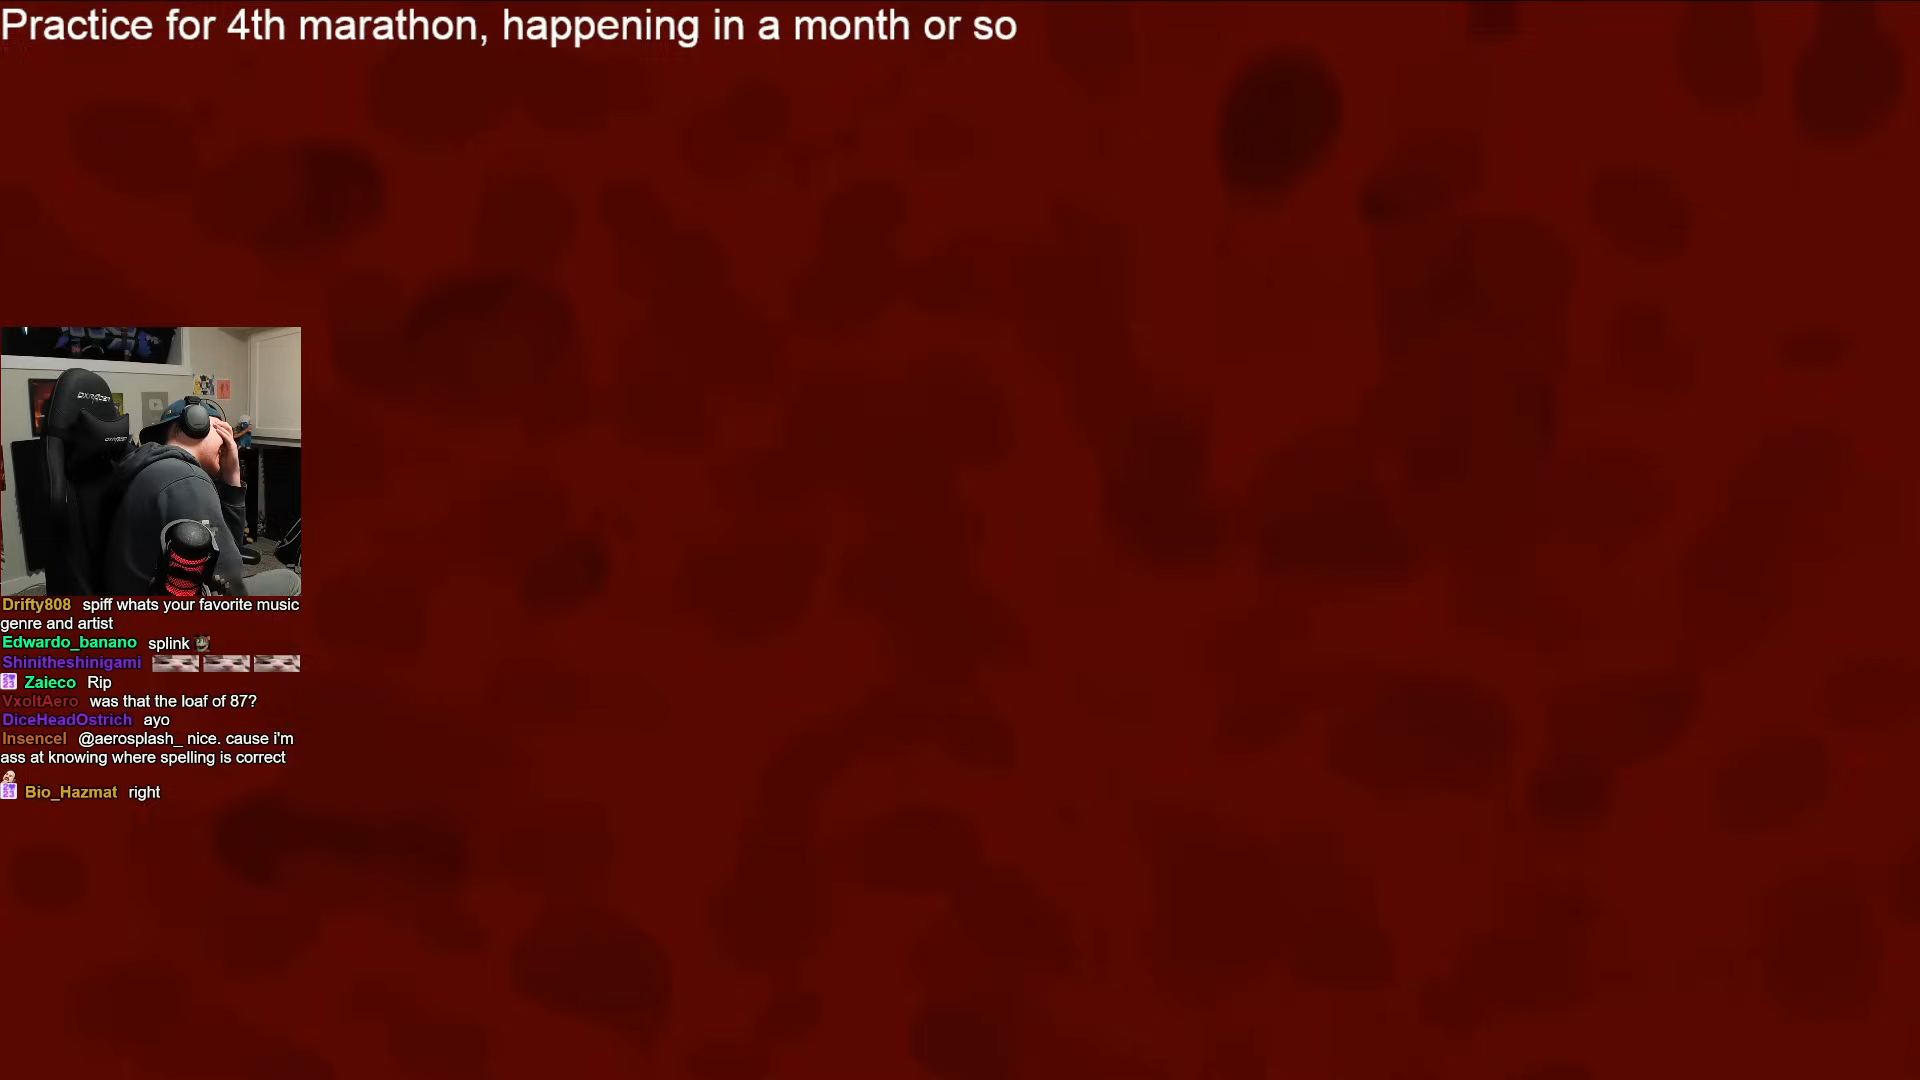 Practice for 4th marathon, happening in a month or so
DXRACER
Drifty808 spiff whats your favorite music
genre and artist
Edwardo_banano splink
Shinitheshinigami
Zaieco Rip
VxoltAero was that the loaf of 87?
DiceHeadOstrich ayo
Insencel @aerosplash_ nice. cause i'm
ass at knowing where spelling is correct
Bio_Hazmat right